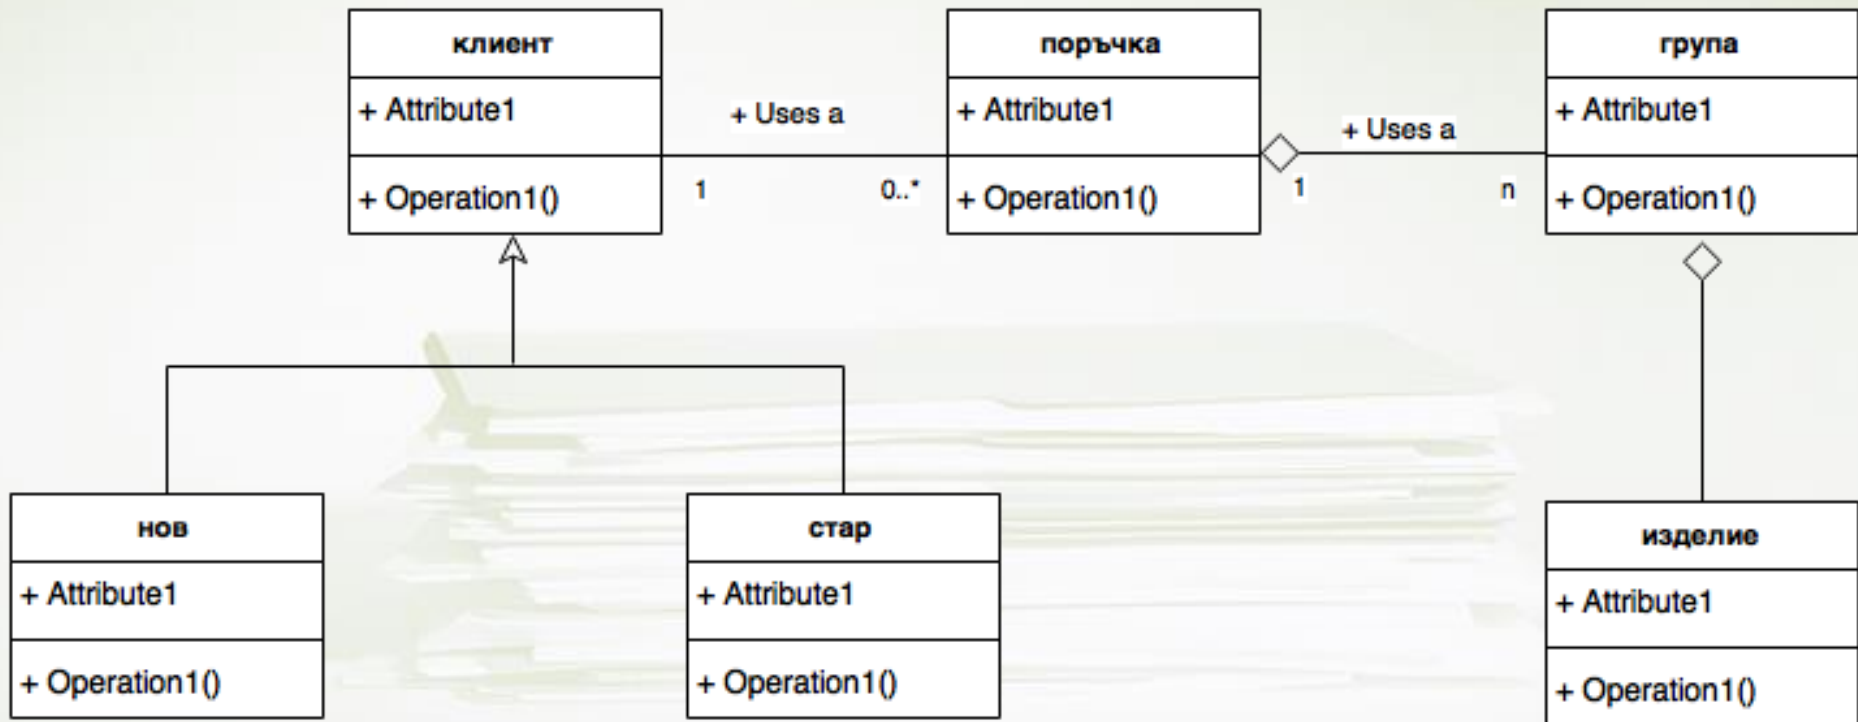 клиент
+ Attribute1
+ Operation1()
+ Uses a
1
0..*
поръчка
+ Attribute1
+ Operation1()
+ Uses a
1
n
група
+ Attribute1
+ Operation1()
нов
+ Attribute1
+ Operation1()
стар
+ Attribute1
+ Operation1()
изделие
+ Attribute1
+ Operation1()